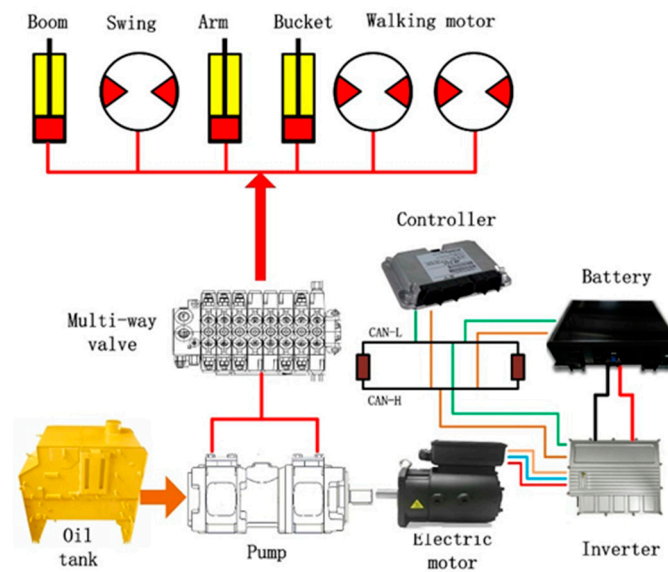 Boom
Swing
Arm
Bucket
Walking motor
Controller
Battery
Multi-way
valve
CAN-L
CAN-H
Oil
tank
Pump
Electric
motor
Inverter